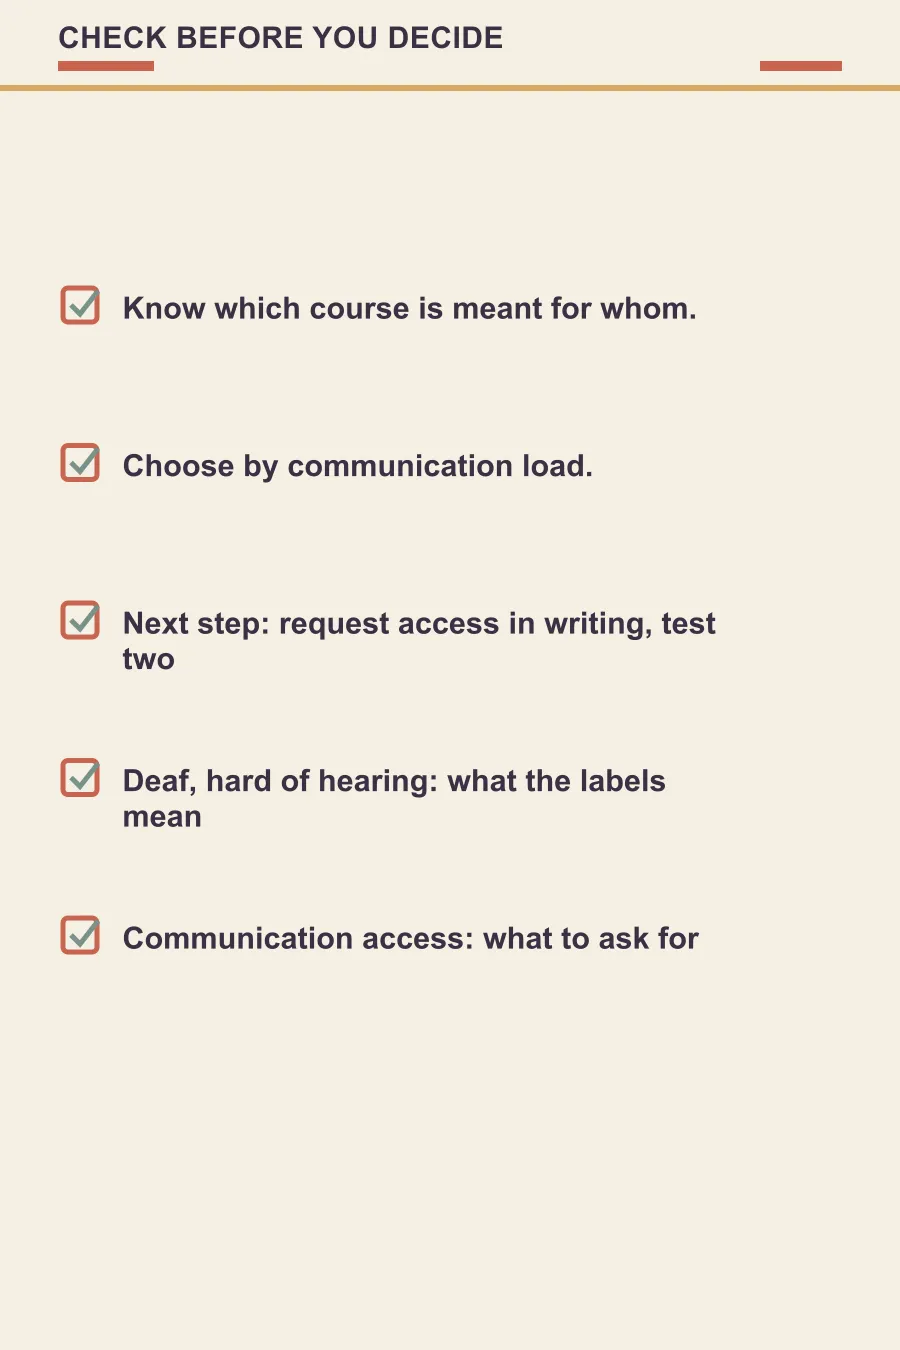 CHECK BEFORE YOU DECIDE
Know which course is meant for whom.
Choose by communication load.
Next step: request access in writing, test
two
Deaf, hard of hearing: what the labels
mean
Communication access: what to ask for